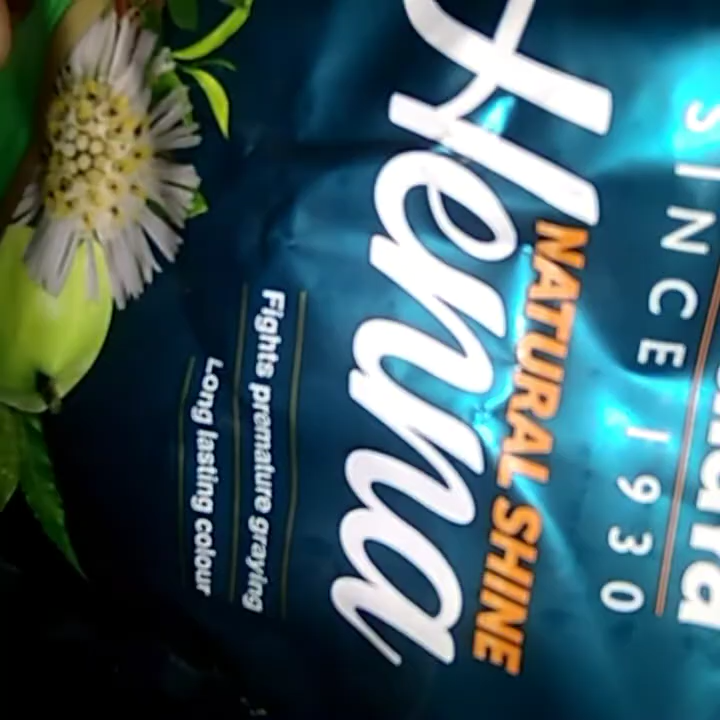 SINCE 1930
NATURAL SHINE
Henna
Fights premature graying
Long lasting colour